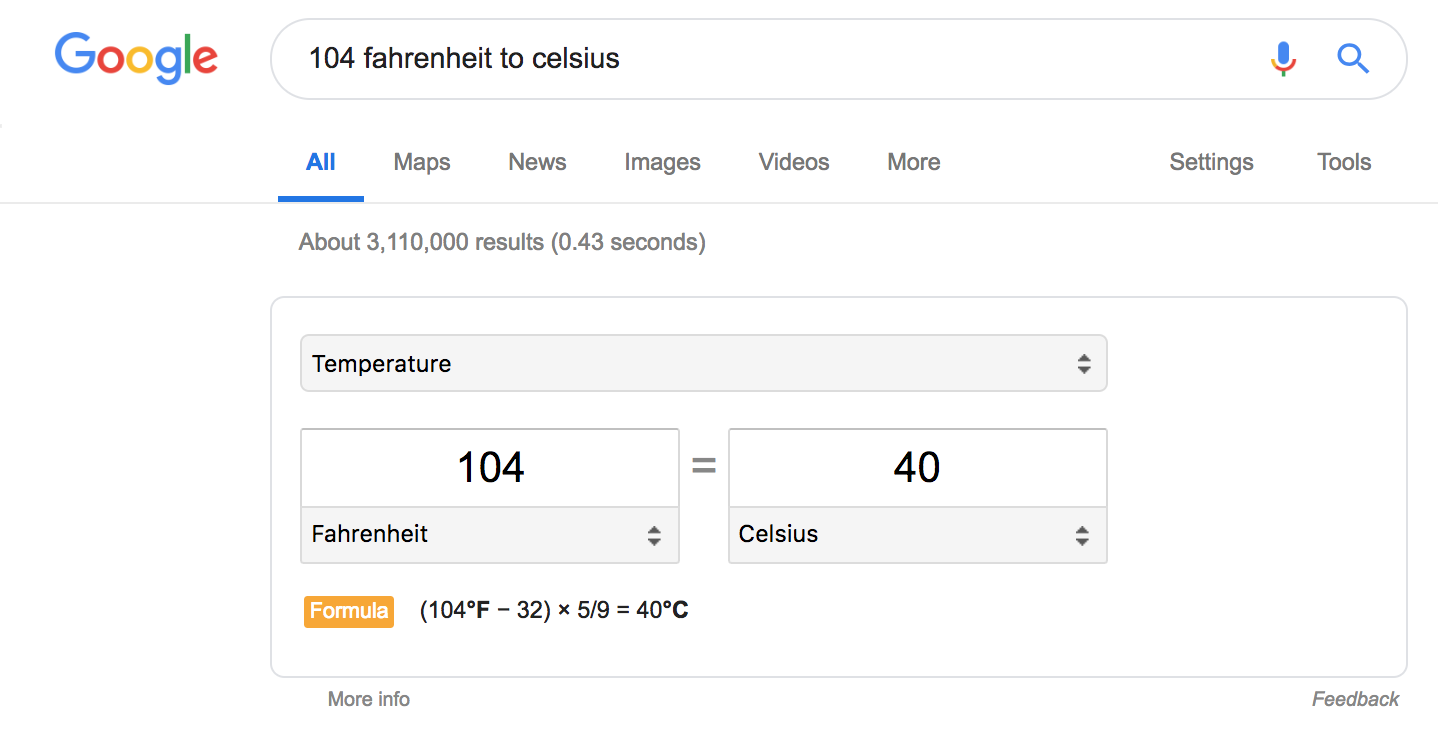 Google
104 fahrenheit to celsius
All Maps News Images Videos More Settings Tools
About 3,110,000 results (0.43 seconds)
Temperature
104 = 40
Fahrenheit Celsius
Formula (104°F − 32) × 5/9 = 40°C
More info Feedback